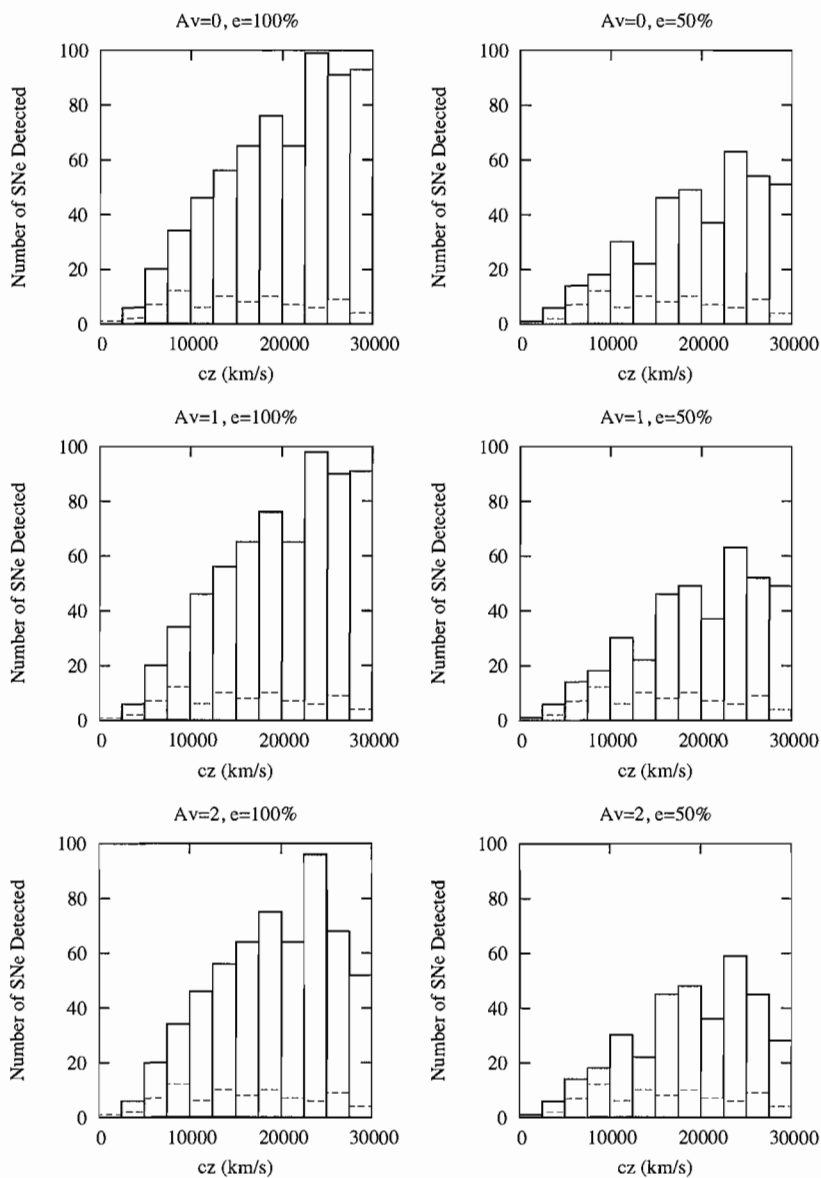 Av=0, e=100%
Number of SNe Detected
100
80
60
40
20
0
0 10000 20000 30000
cz (km/s)
Av=0, e=50%
Number of SNe Detected
100
80
60
40
20
0
0 10000 20000 30000
cz (km/s)
Av=1, e=100%
Number of SNe Detected
100
80
60
40
20
0
0 10000 20000 30000
cz (km/s)
Av=1, e=50%
Number of SNe Detected
100
80
60
40
20
0
0 10000 20000 30000
cz (km/s)
Av=2, e=100%
Number of SNe Detected
100
80
60
40
20
0
0 10000 20000 30000
cz (km/s)
Av=2, e=50%
Number of SNe Detected
100
80
60
40
20
0
0 10000 20000 30000
cz (km/s)